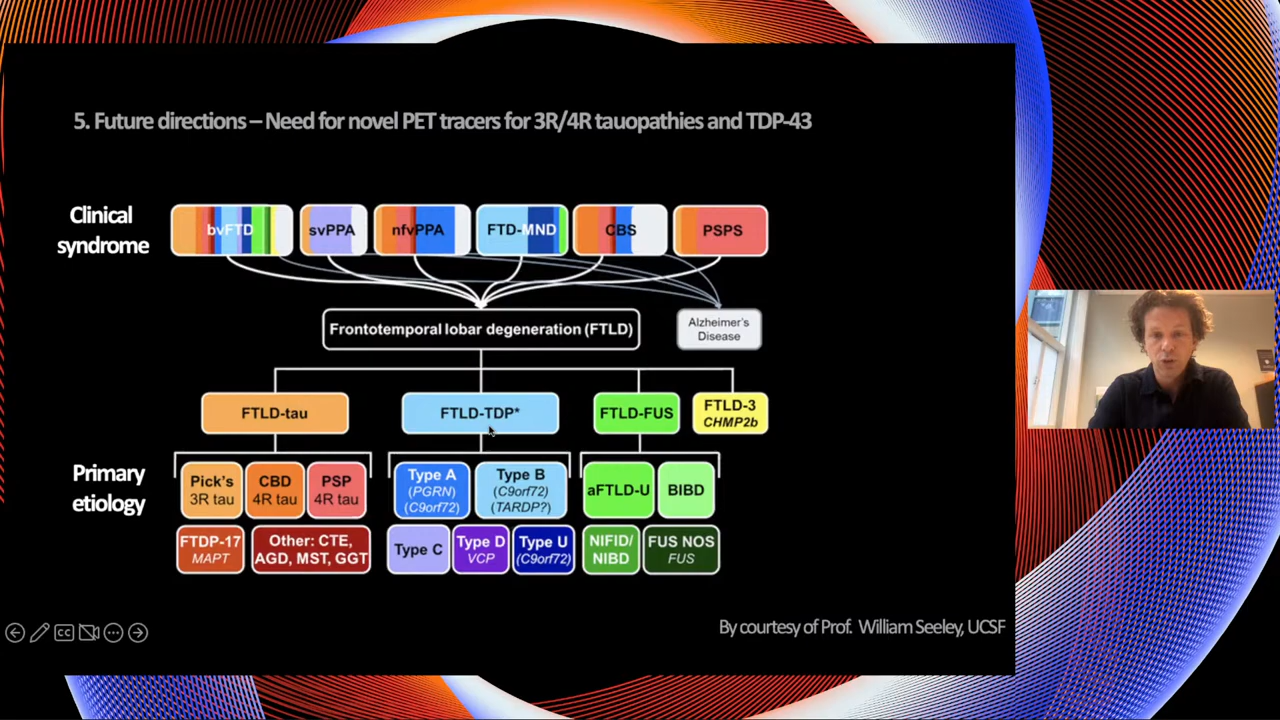 5. Future directions – Need for novel PET tracers for 3R/4R tauopathies and TDP-43
Clinical
syndrome
bvFTD
svPPA
nfvPPA
FTD-MND
CBS
PSPS
Frontotemporal lobar degeneration (FTLD)
Alzheimer's
Disease
FTLD-tau
FTLD-TDP*
FTLD-FUS
FTLD-3
CHMP2b
Primary
etiology
Pick's
3R tau
CBD
4R tau
PSP
4R tau
Type A
(PGRN)
(C9orf72)
Type B
(C9orf72)
(TARDP?)
aFTLD-U
BIBD
FTDP-17
MAPT
Other: CTE,
AGD, MST, GGT
Type C
Type D
VCP
Type U
(C9orf72)
NIFID/
NIBD
FUS NOS
FUS
CC
By courtesy of Prof. William Seeley, UCSF